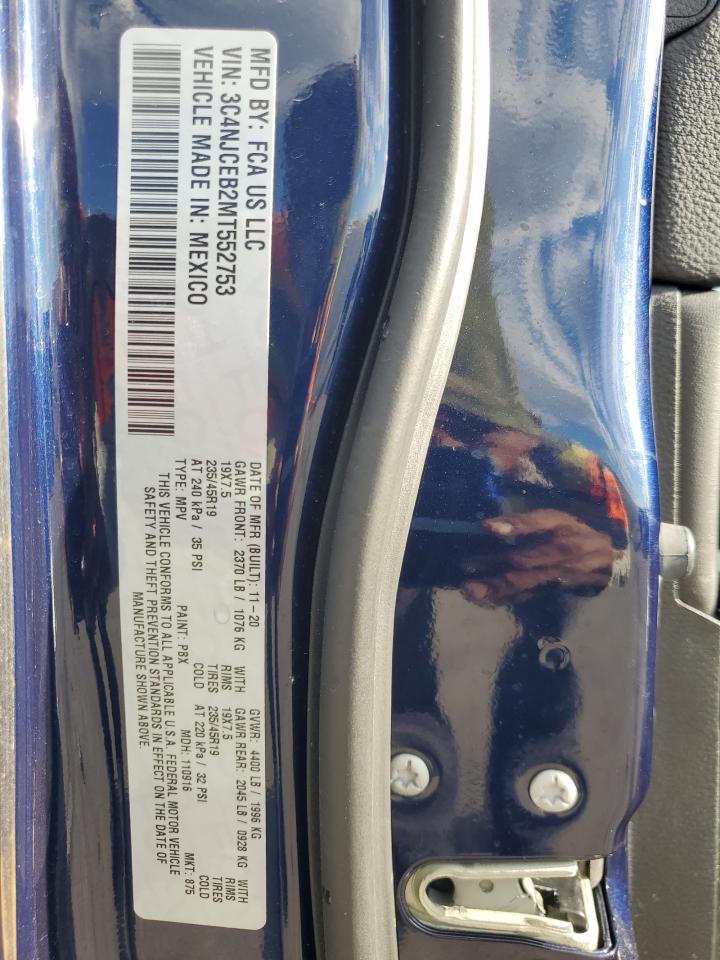 MFD BY: FCA US LLC
VIN: 3C4NJCEB2MT552753
VEHICLE MADE IN: MEXICO
DATE OF MFR (BUILT): 11-20 GVWR: 4400 LB / 1996 KG
GAWR FRONT: 2370 LB / 1076 KG WITH GAWR REAR: 2045 LB / 0928 KG WITH
19X7.5 RIMS 19X7.5 RIMS
235/45R19 TIRES 235/45R19 TIRES
AT 240 kPa / 35 PSI COLD AT 220 kPa / 32 PSI COLD
TYPE: MPV PAINT: PBX MDH: 110916 MKT: 875
THIS VEHICLE CONFORMS TO ALL APPLICABLE U.S.A. FEDERAL MOTOR VEHICLE
SAFETY AND THEFT PREVENTION STANDARDS IN EFFECT ON THE DATE OF
MANUFACTURE SHOWN ABOVE.